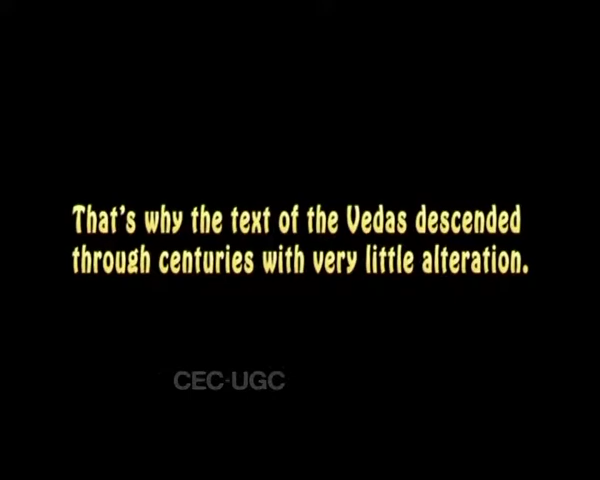 That's why the text of the Vedas descended
through centuries with very little alteration.
CEC-UGC